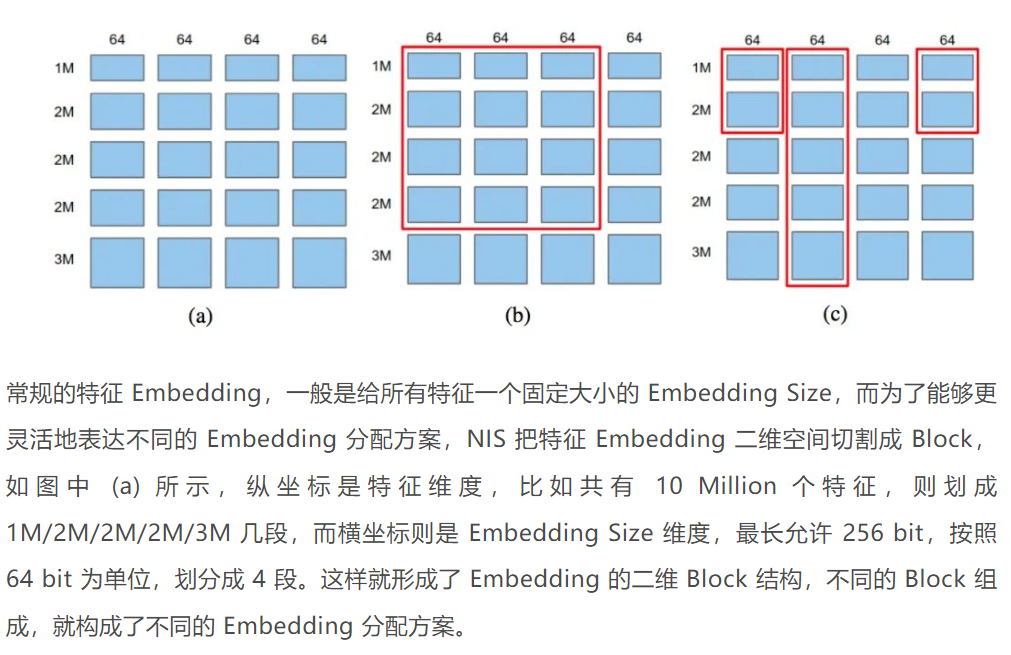 64 64 64 64
1M
2M
2M
2M
3M
(a)
64 64 64 64
1M
2M
2M
2M
3M
(b)
64 64 64 64
1M
2M
2M
2M
3M
(c)
常规的特征 Embedding，一般是给所有特征一个固定大小的 Embedding Size，而为了能够更
灵活地表达不同的 Embedding 分配方案，NIS 把特征 Embedding 二维空间切割成 Block，
如图中 (a) 所示，纵坐标是特征维度，比如共有 10 Million 个特征，则划成
1M/2M/2M/2M/3M 几段，而横坐标则是 Embedding Size 维度，最长允许 256 bit，按照
64 bit 为单位，划分成 4 段。这样就形成了 Embedding 的二维 Block 结构，不同的 Block 组
成，就构成了不同的 Embedding 分配方案。